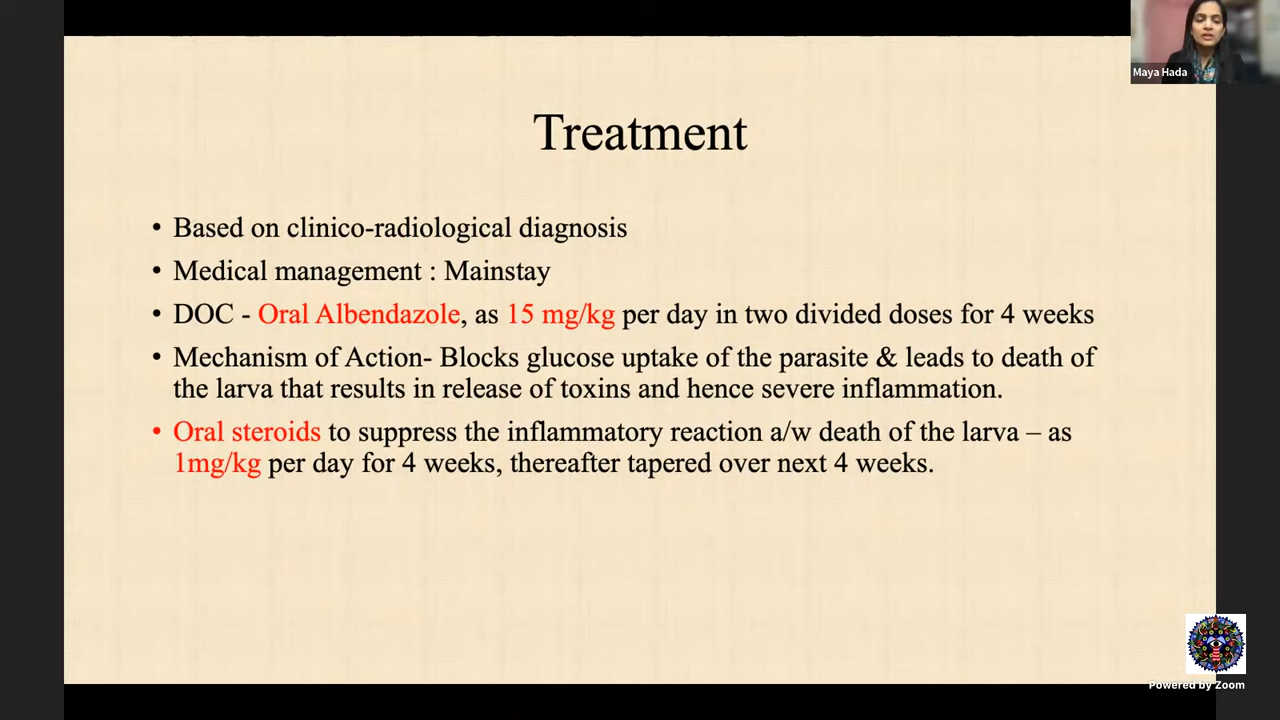 Maya Hada
Treatment
• Based on clinico-radiological diagnosis
• Medical management : Mainstay
• DOC - Oral Albendazole, as 15 mg/kg per day in two divided doses for 4 weeks
• Mechanism of Action- Blocks glucose uptake of the parasite & leads to death of
the larva that results in release of toxins and hence severe inflammation.
• Oral steroids to suppress the inflammatory reaction a/w death of the larva – as
1mg/kg per day for 4 weeks, thereafter tapered over next 4 weeks.
Powered by Zoom